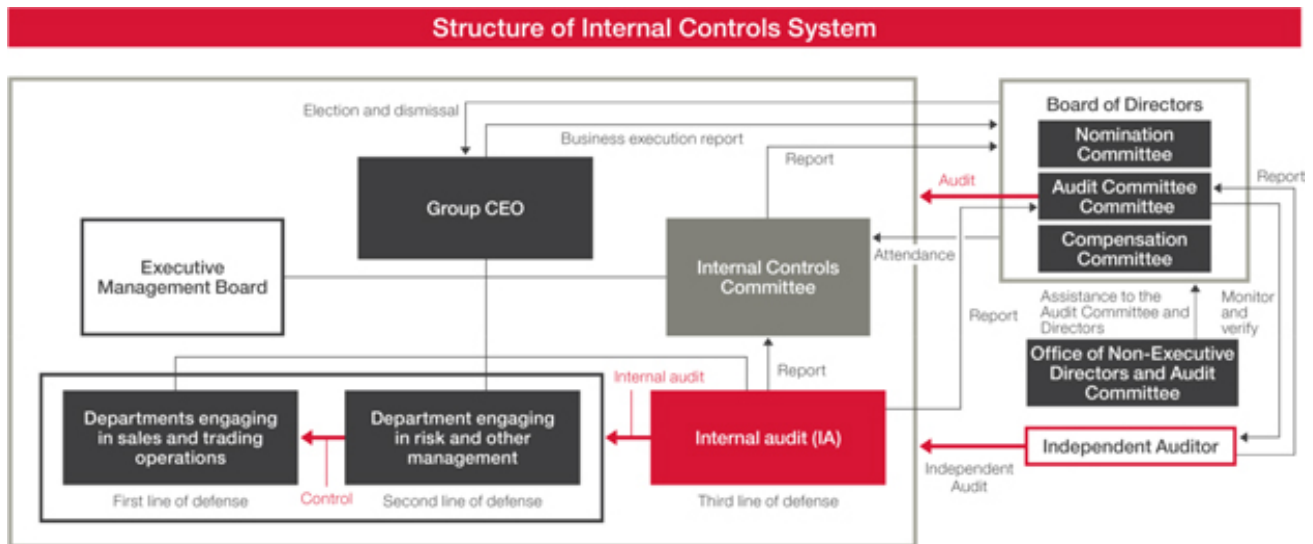 Structure of Internal Controls System
Election and dismissal
Business execution report
Report
Board of Directors
Nomination
Committee
Audit
Audit Committee
Committee
Report
Compensation
Committee
Group CEO
Executive
Management Board
Internal Controls
Committee
Attendance
Assistance to the
Audit Committee and
Directors
Monitor
and
verify
Report
Office of Non-Executive
Directors and Audit
Committee
Internal audit
Report
Departments engaging
in sales and trading
operations
Department engaging
in risk and other
management
Internal audit (IA)
Independent Auditor
Independent
Audit
First line of defense
Control
Second line of defense
Third line of defense